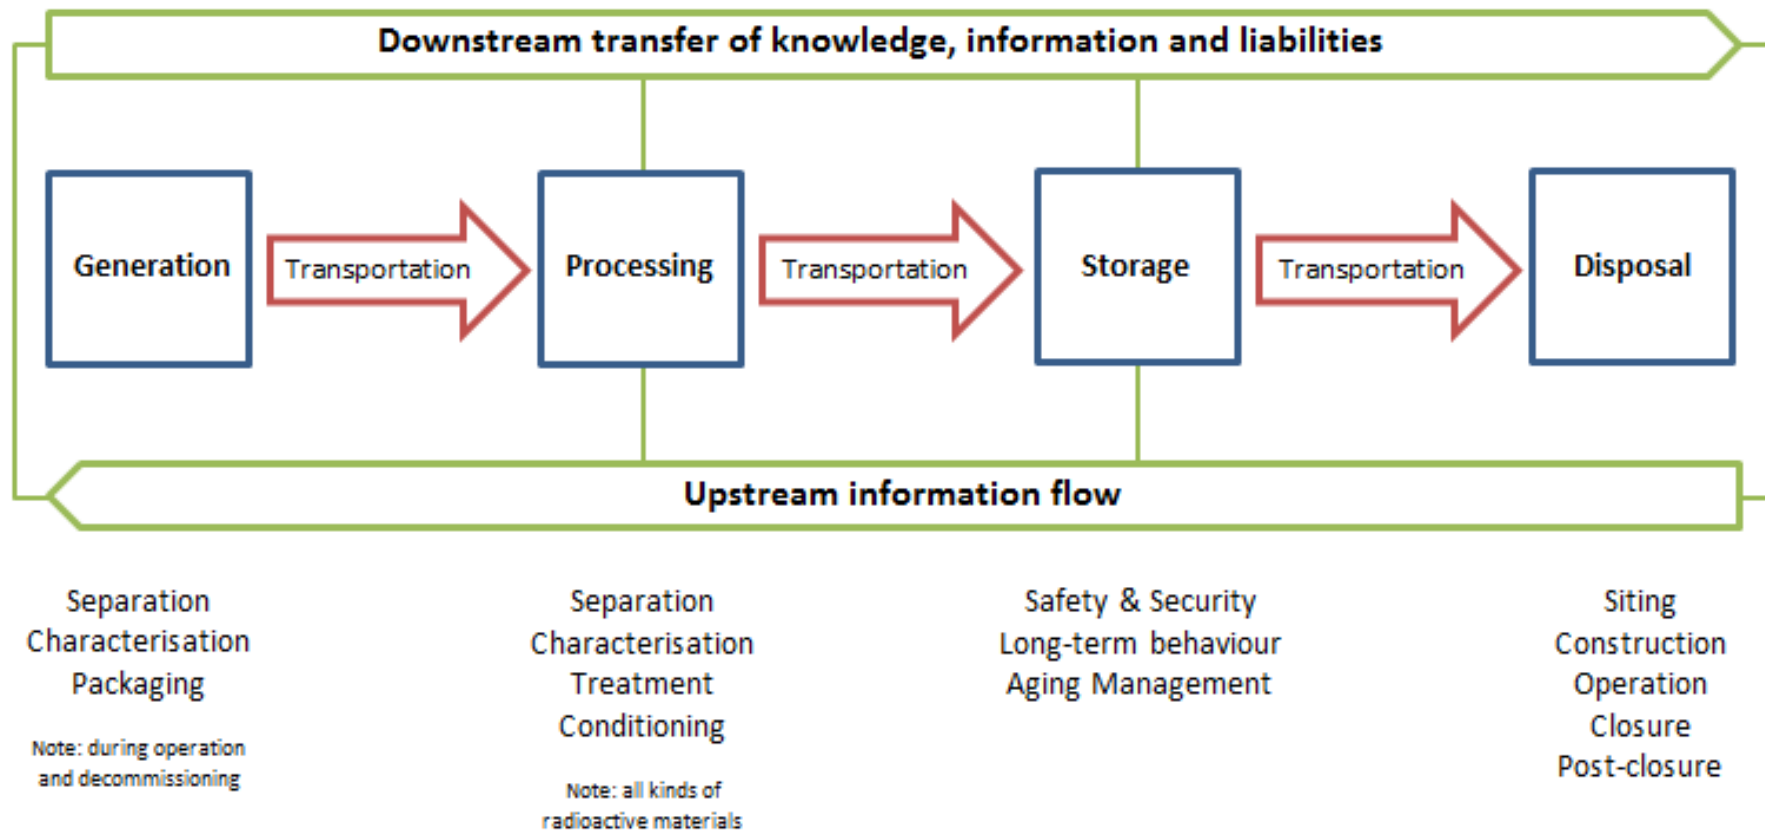 Downstream transfer of knowledge, information and liabilities
Generation
Transportation
Processing
Transportation
Storage
Transportation
Disposal
Upstream information flow
Separation
Characterisation
Packaging
Note: during operation
and decommissioning
Separation
Characterisation
Treatment
Conditioning
Note: all kinds of
radioactive materials
Safety & Security
Long-term behaviour
Aging Management
Siting
Construction
Operation
Closure
Post-closure